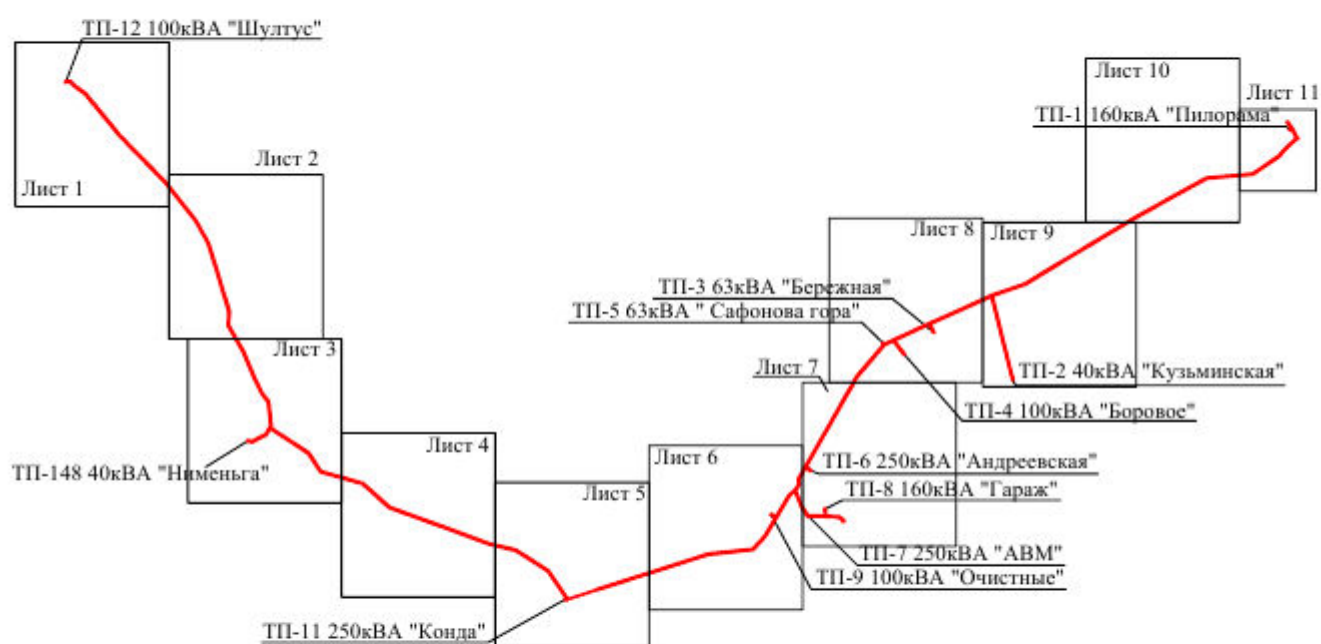 ТП-12 100кВА "Шултус"
Лист 10
Лист 11
ТП-1 160квА "Пилорама"
Лист 2
Лист 1
Лист 8
Лист 9
ТП-3 63кВА "Бережная"
ТП-5 63кВА " Сафонова гора"
Лист 3
Лист 7
ТП-2 40кВА "Кузьминская"
ТП-4 100кВА "Боровое"
Лист 4
Лист 6
ТП-148 40кВА "Нименьга"
ТП-6 250кВА "Андреевская"
Лист 5
ТП-8 160кВА "Гараж"
ТП-7 250кВА "АВМ"
ТП-9 100кВА "Очистные"
ТП-11 250кВА "Конда"